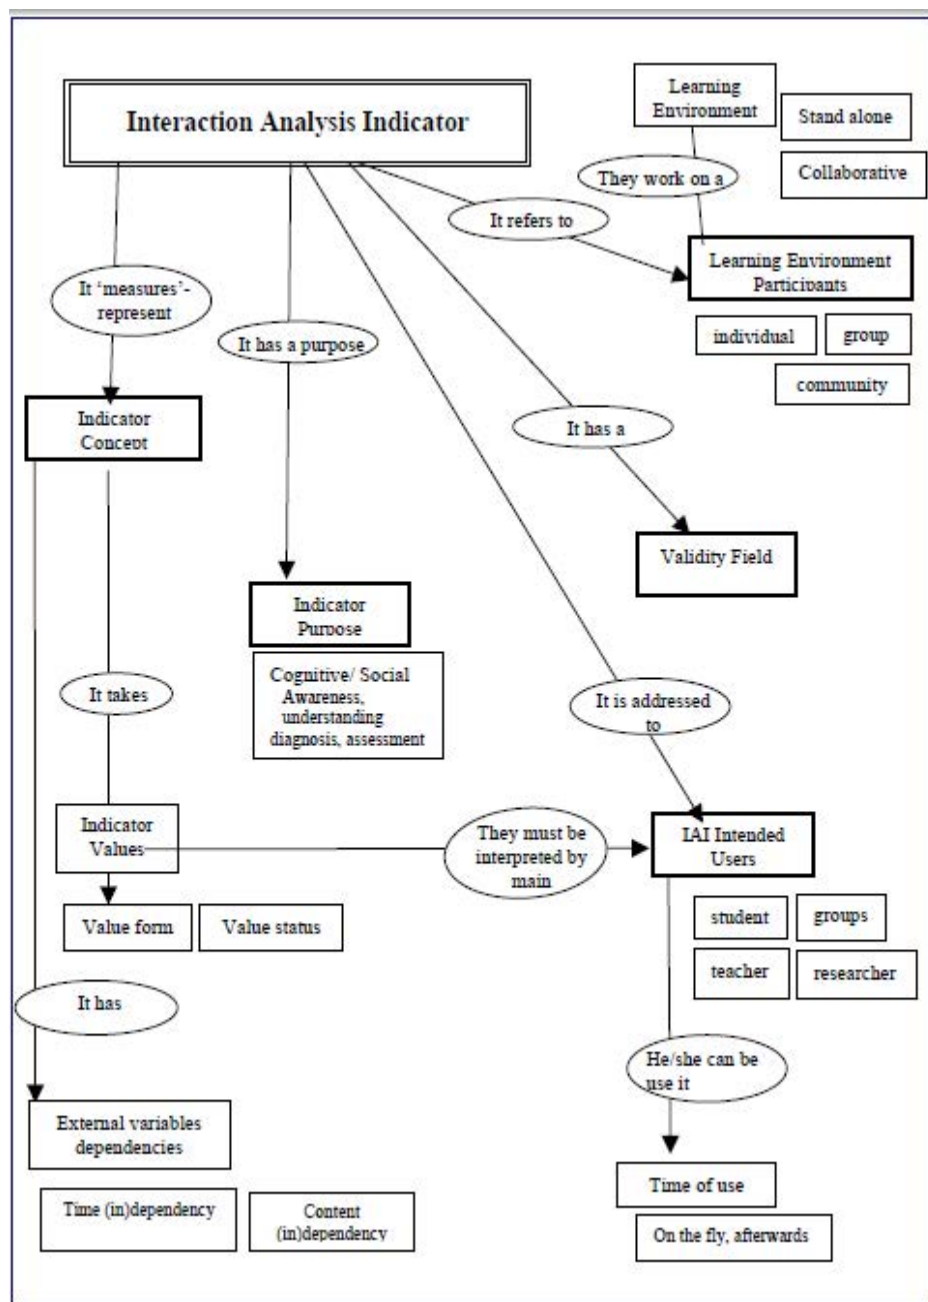 Interaction Analysis Indicator
Learning
Environment
Stand alone
Collaborative
They work on a
It refers to
Learning Environment
Participants
individual
group
community
It ‘measures’-
represent
It has a purpose
It has a
Indicator
Concept
Validity Field
Indicator
Purpose
Cognitive/ Social
Awareness,
understanding
diagnosis, assessment
It takes
It is addressed
to
Indicator
Values
They must be
interpreted by
main
IAI Intended
Users
Value form
Value status
student
groups
teacher
researcher
It has
He/she can be
use it
External variables
dependencies
Time (in)dependency
Content
(in)dependency
Time of use
On the fly, afterwards